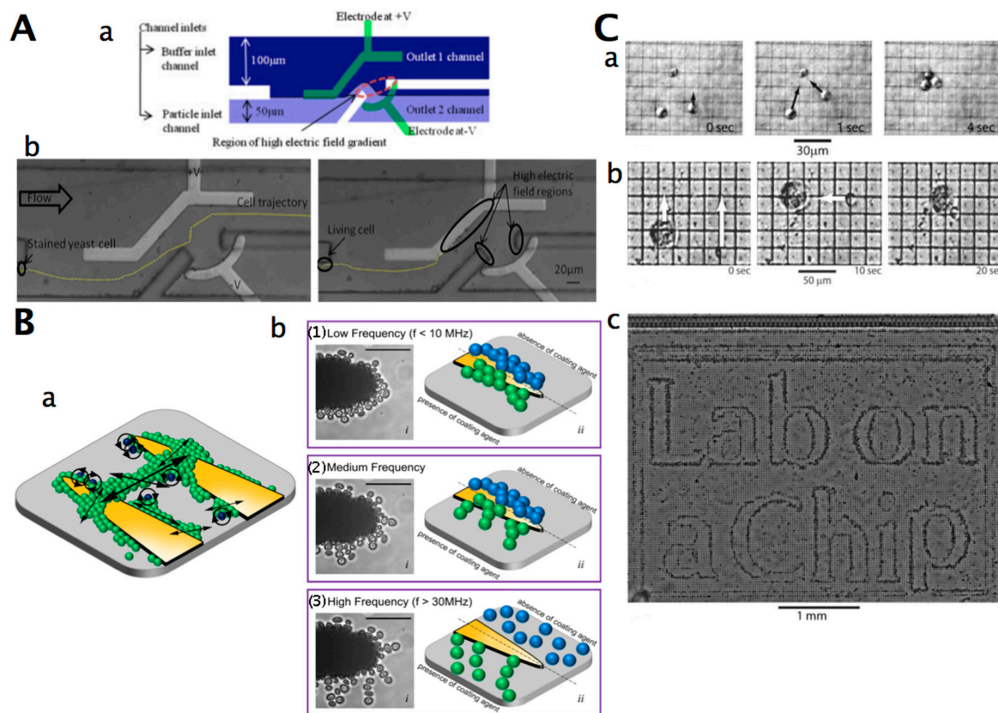 A
a
Channel inlets
Buffer inlet
channel
Particle inlet
channel
Electrode at +V
100µm
Outlet 1 channel
50µm
Outlet 2 channel
Electrode at-V
Region of high electric field gradient
b
Flow
+V
Cell trajectory
Stained yeast cell
-V
High electric
field regions
Living cell
20µm
B
a
b
(1) Low Frequency (f < 10 MHz)
absence of coating agent
presence of coating agent
i
ii
(2) Medium Frequency
absence of coating agent
presence of coating agent
i
ii
(3) High Frequency (f > 30MHz)
absence of coating agent
presence of coating agent
i
ii
C
a
0 sec
1 sec
4 sec
30µm
b
0 sec
10 sec
20 sec
50 µm
c
Lab on
a Chip
1 mm